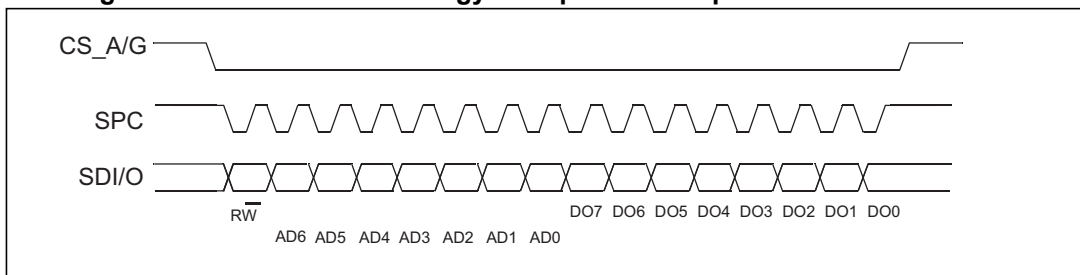 CS_A/G
SPC
SDI/O
RW
DO7 DO6 DO5 DO4 DO3 DO2 DO1 DO0
AD6 AD5 AD4 AD3 AD2 AD1 AD0